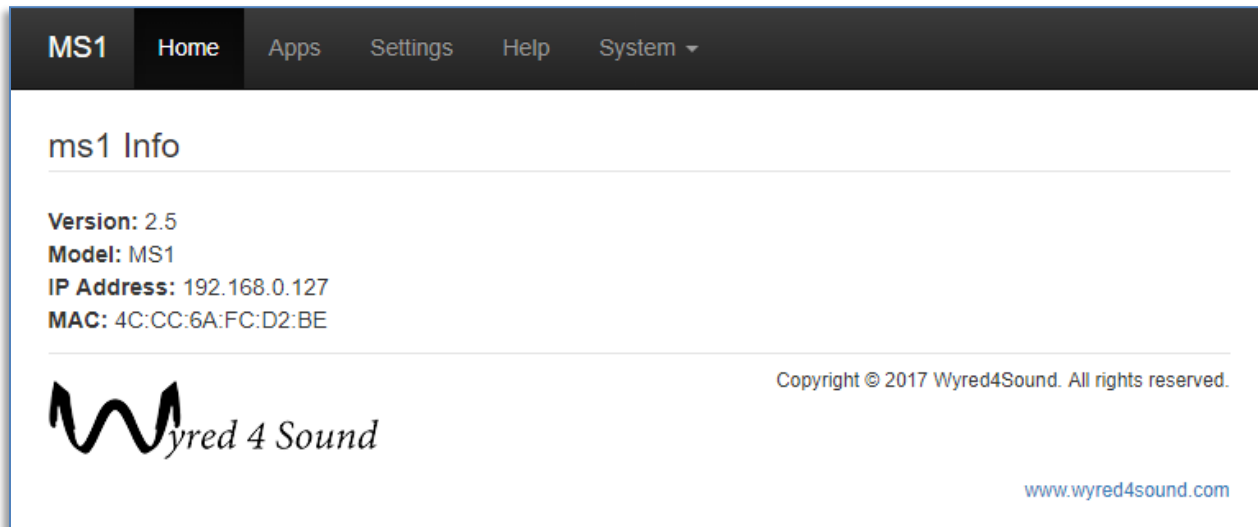 MS1 Home Apps Settings Help System
ms1 Info
Version: 2.5
Model: MS1
IP Address: 192.168.0.127
MAC: 4C:CC:6A:FC:D2:BE
Copyright © 2017 Wyred4Sound. All rights reserved.
Wyred 4 Sound
www.wyred4sound.com